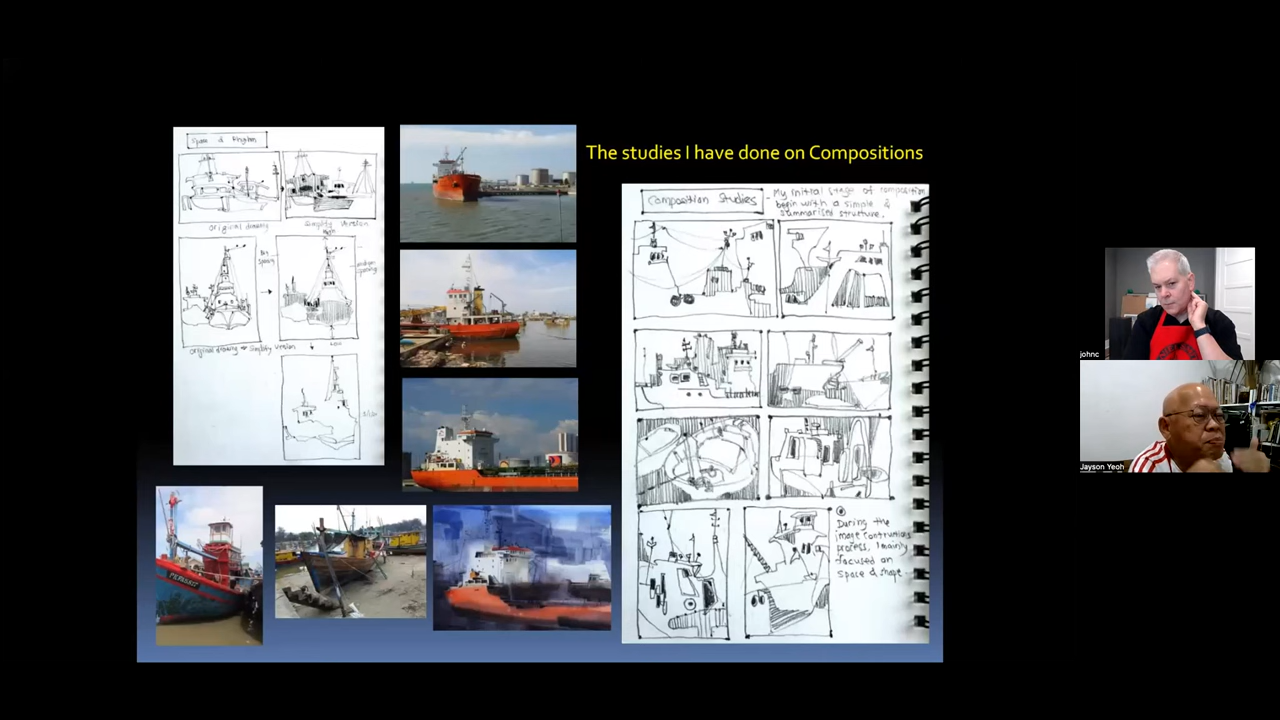 The studies I have done on Compositions
Space & Rhythm
Original drawing
Simplify Version
Original drawing
Simplify Version
Composition Studies
- My initial stage of composition
begin with a simple &
summarised structure.
During the
image contruction
process, I mainly
focused on
space & shape
johnc
Jayson Yeoh